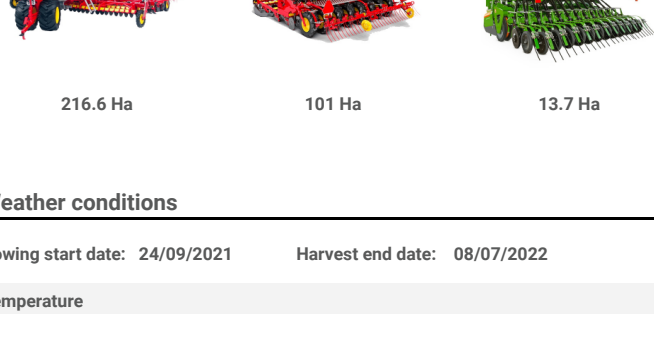 216.6 Ha 101 Ha 13.7 Ha
eather conditions
owing start date: 24/09/2021 Harvest end date: 08/07/2022
emperature